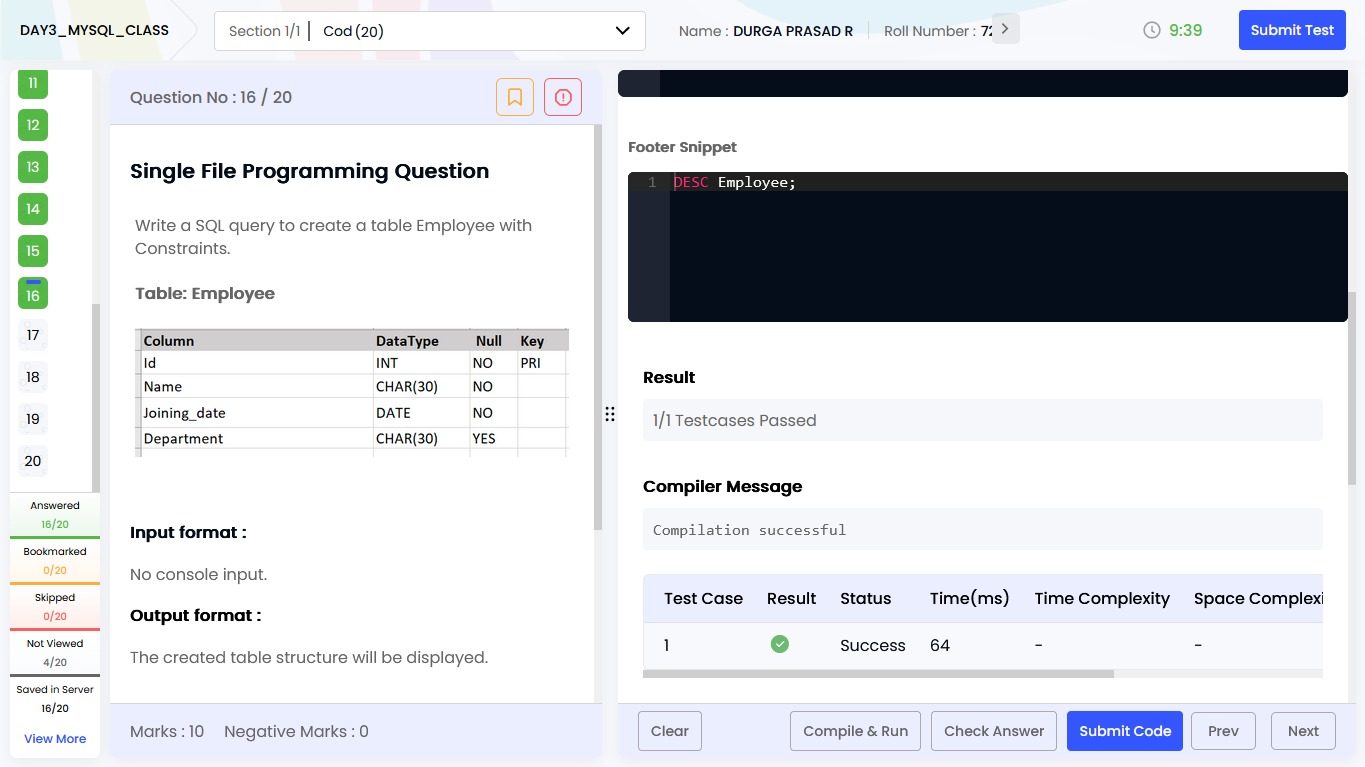 DAY3_MYSQL_CLASS
Section 1/1 | Cod (20)
Name : DURGA PRASAD R
Roll Number :
9:39
Submit Test
11
12
13
14
15
16
17
18
19
20
Answered
16/20
Bookmarked
0/20
Skipped
0/20
Not Viewed
4/20
Saved in Server
16/20
View More
Question No : 16 / 20
Single File Programming Question
Write a SQL query to create a table Employee with
Constraints.
Table: Employee
Column DataType Null Key
Id INT NO PRI
Name CHAR(30) NO
Joining_date DATE NO
Department CHAR(30) YES
Input format :
No console input.
Output format :
The created table structure will be displayed.
Marks : 10 Negative Marks : 0
Footer Snippet
1 DESC Employee;
Result
1/1 Testcases Passed
Compiler Message
Compilation successful
Test Case Result Status Time(ms) Time Complexity Space Complexi
1 Success 64 - -
Clear
Compile & Run
Check Answer
Submit Code
Prev
Next